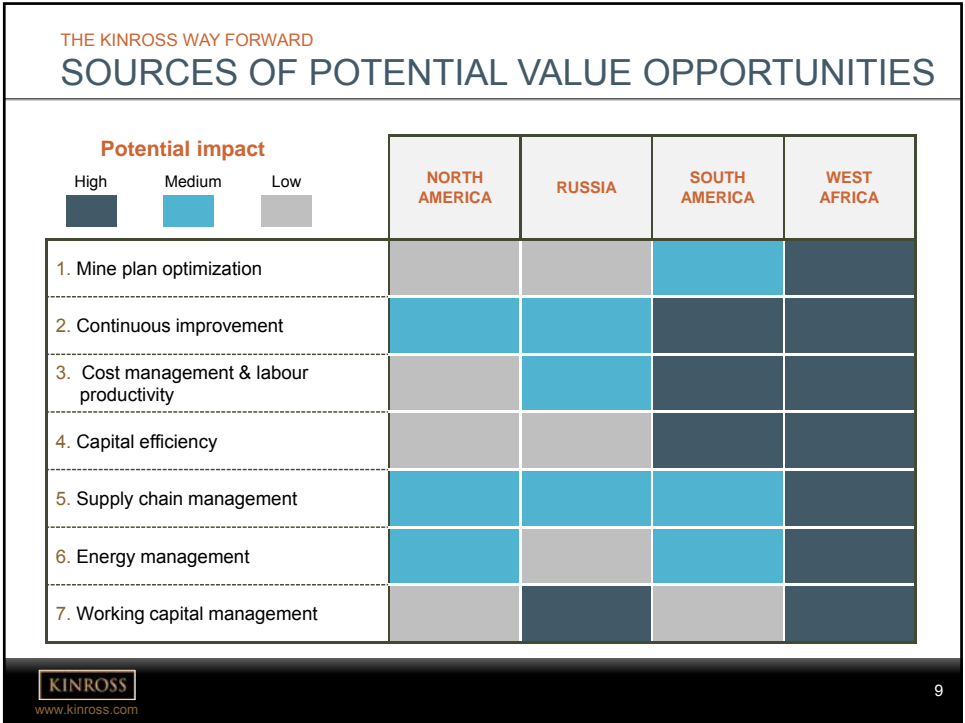 THE KINROSS WAY FORWARD
SOURCES OF POTENTIAL VALUE OPPORTUNITIES
Potential impact
High Medium Low
NORTH
AMERICA
RUSSIA
SOUTH
AMERICA
WEST
AFRICA
1. Mine plan optimization
2. Continuous improvement
3. Cost management & labour
productivity
4. Capital efficiency
5. Supply chain management
6. Energy management
7. Working capital management
KINROSS
www.kinross.com
9